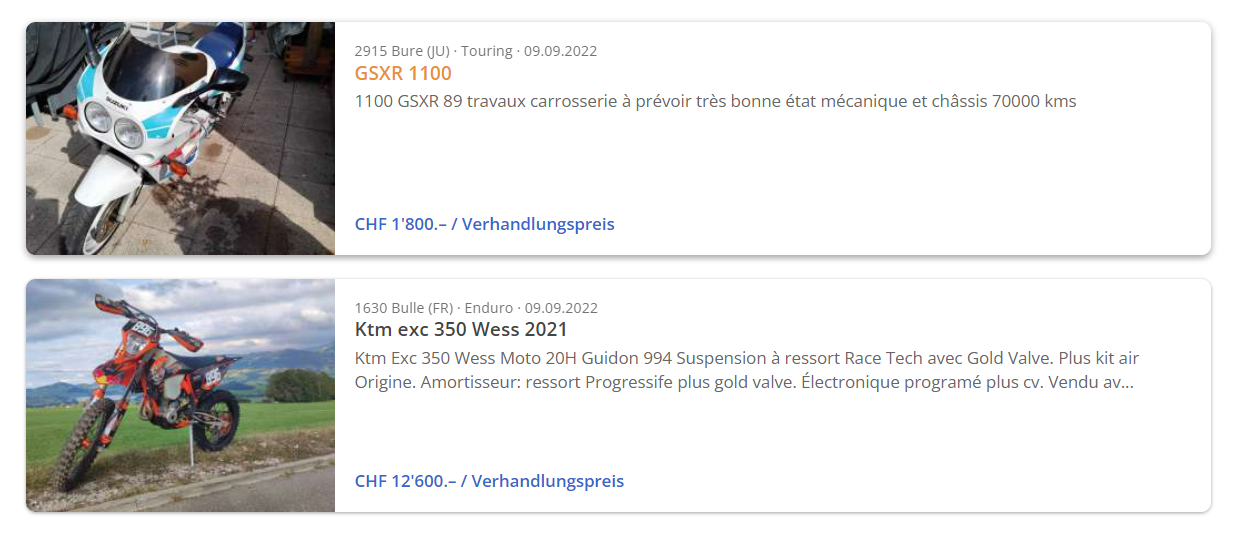 SUZUKI
2915 Bure (JU) · Touring · 09.09.2022
GSXR 1100
1100 GSXR 89 travaux carrosserie à prévoir très bonne état mécanique et châssis 70000 kms
CHF 1'800.– / Verhandlungspreis
896
896
1630 Bulle (FR) · Enduro · 09.09.2022
Ktm exc 350 Wess 2021
Ktm Exc 350 Wess Moto 20H Guidon 994 Suspension à ressort Race Tech avec Gold Valve. Plus kit air
Origine. Amortisseur: ressort Progressife plus gold valve. Électronique programé plus cv. Vendu av...
CHF 12'600.– / Verhandlungspreis